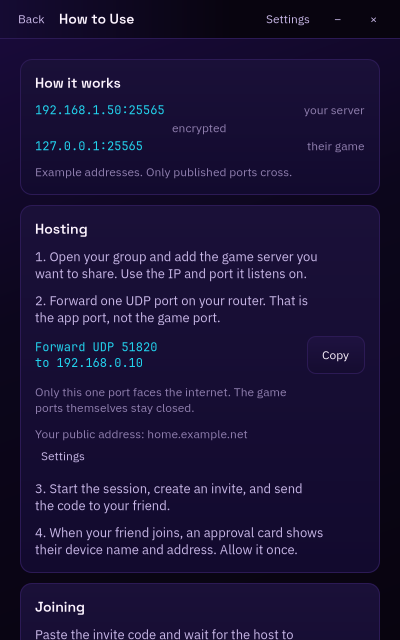 Back How to Use Settings – ×
How it works
192.168.1.50:25565 your server
encrypted
127.0.0.1:25565 their game
Example addresses. Only published ports cross.
Hosting
1. Open your group and add the game server you
want to share. Use the IP and port it listens on.
2. Forward one UDP port on your router. That is
the app port, not the game port.
Forward UDP 51820
to 192.168.0.10
Copy
Only this one port faces the internet. The game
ports themselves stay closed.
Your public address: home.example.net
Settings
3. Start the session, create an invite, and send
the code to your friend.
4. When your friend joins, an approval card shows
their device name and address. Allow it once.
Joining
Paste the invite code and wait for the host to